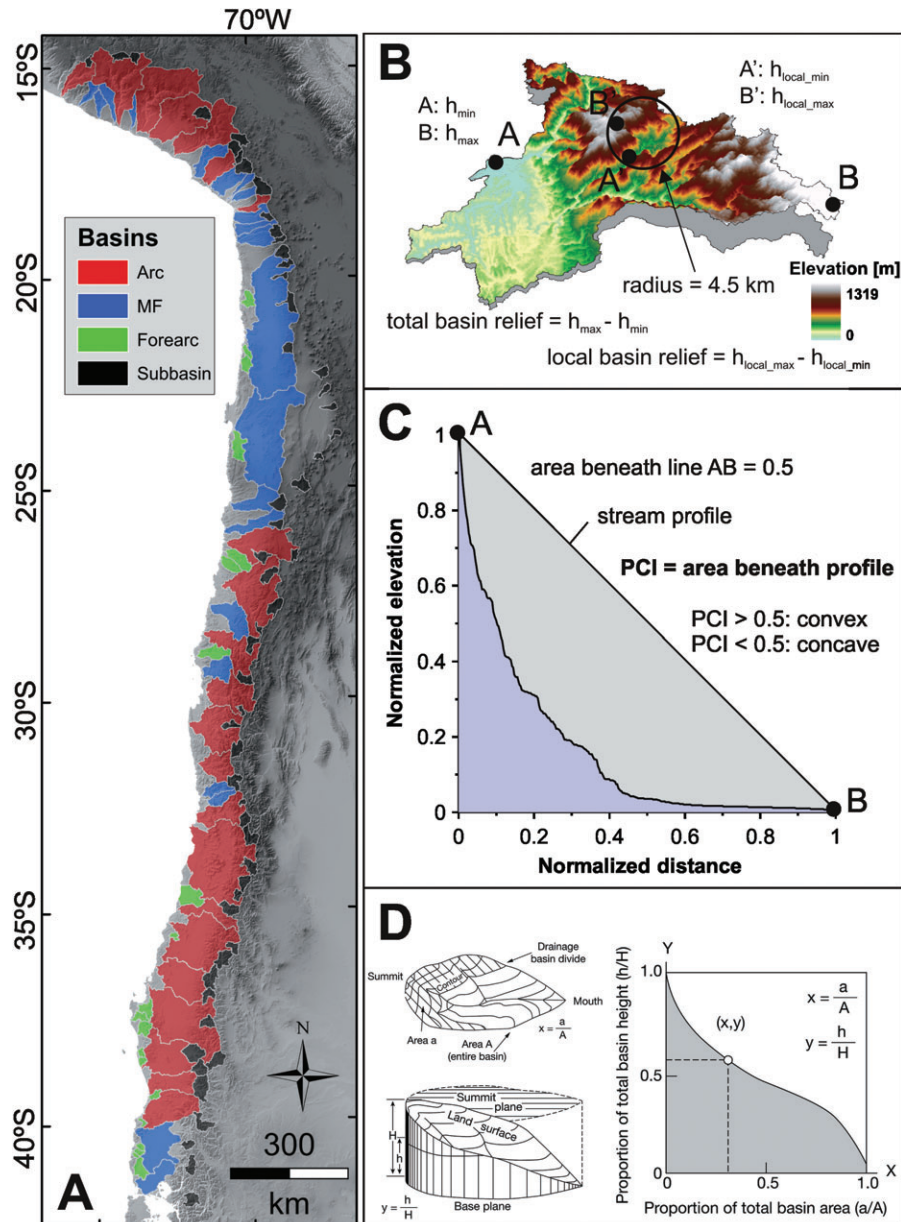 70ºW
15ºS
20ºS
25ºS
30ºS
35ºS
40ºS
Basins
Arc
MF
Forearc
Subbasin
N
300
km
A
B
A: h_min
B: h_max
A
B'
A'
B
A': h_local_min
B': h_local_max
radius = 4.5 km
Elevation [m]
1319
0
total basin relief = h_max - h_min
local basin relief = h_local_max - h_local_min
C
A
area beneath line AB = 0.5
stream profile
PCI = area beneath profile
PCI > 0.5: convex
PCI < 0.5: concave
B
Normalized elevation
1
0.8
0.6
0.4
0.2
0
0
0.2
0.4
0.6
0.8
1
Normalized distance
D
Summit
Contour
Drainage
basin divide
Mouth
Area a
Area A
(entire basin)
x = a/A
Summit
plane
Land surface
H
h
Base plane
y = h/H
Y
Proportion of total basin height (h/H)
1.0
0.5
0
(x,y)
x = a/A
y = h/H
0
0.5
1.0
X
Proportion of total basin area (a/A)